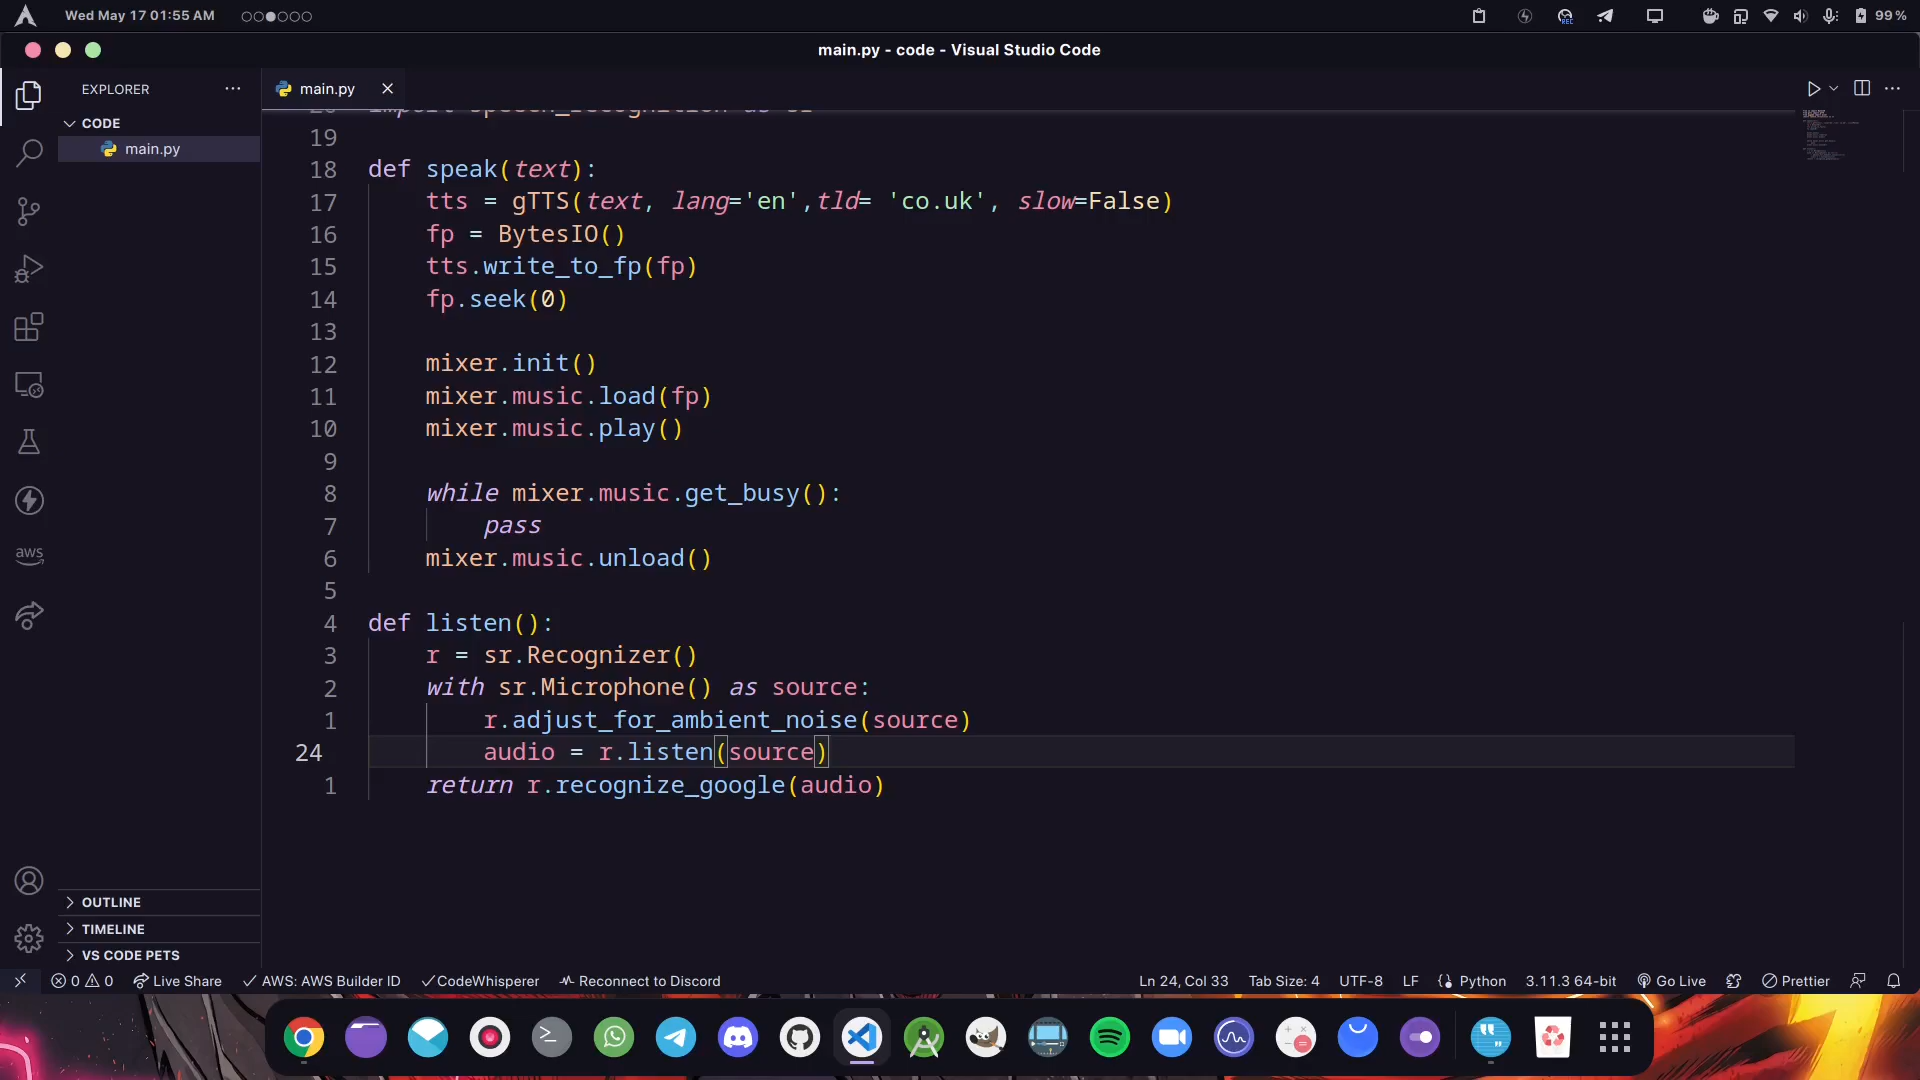 Wed May 17 01:55 AM
REC
99 %
main.py - code - Visual Studio Code
EXPLORER
main.py
CODE
main.py
19
18 def speak(text):
17 tts = gTTS(text, lang='en',tld= 'co.uk', slow=False)
16 fp = BytesIO()
15 tts.write_to_fp(fp)
14 fp.seek(0)
13
12 mixer.init()
11 mixer.music.load(fp)
10 mixer.music.play()
9
8 while mixer.music.get_busy():
7 pass
6 mixer.music.unload()
5
4 def listen():
3 r = sr.Recognizer()
2 with sr.Microphone() as source:
1 r.adjust_for_ambient_noise(source)
24 audio = r.listen(source)
1 return r.recognize_google(audio)
aws
OUTLINE
TIMELINE
VS CODE PETS
0 0 Live Share AWS: AWS Builder ID CodeWhisperer Reconnect to Discord Ln 24, Col 33 Tab Size: 4 UTF-8 LF Python 3.11.3 64-bit Go Live Prettier